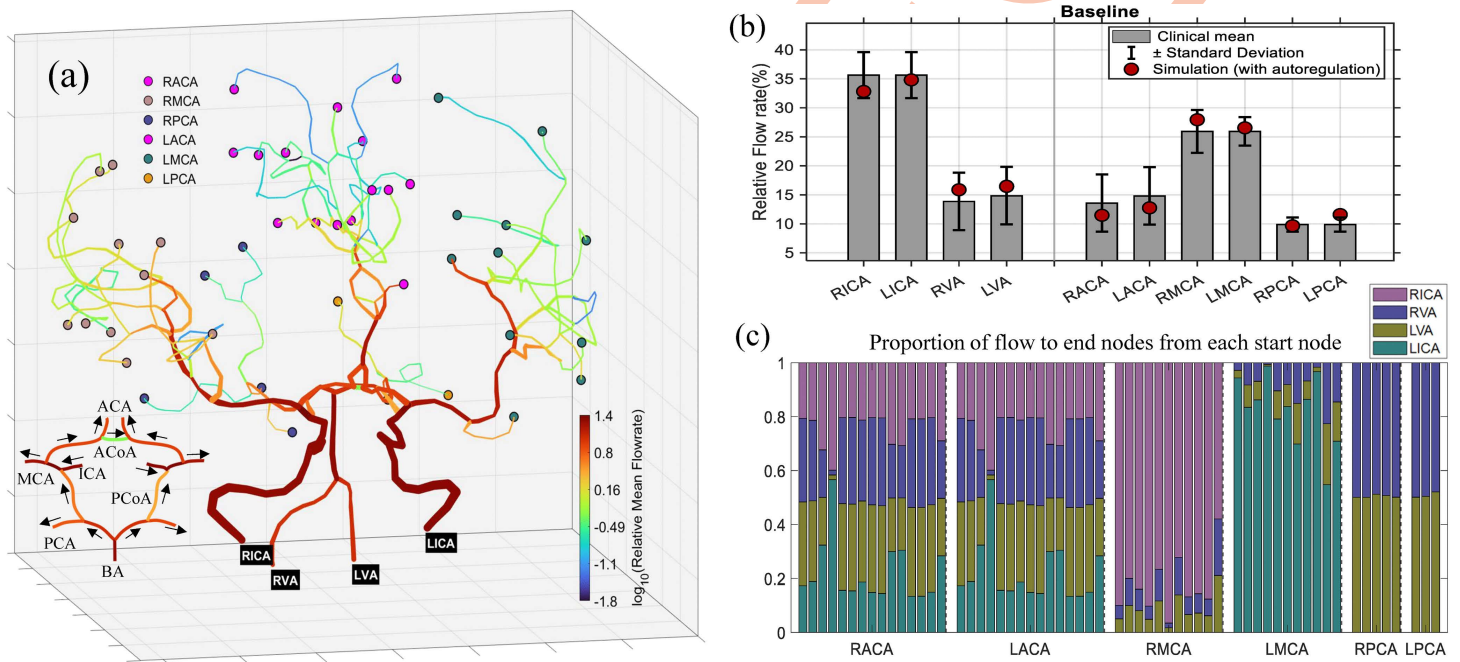 (a)
RACA
RMCA
RPCA
LACA
LMCA
LPCA
ACA
ACoA
MCA
ICA
PCoA
PCA
BA
RICA
RVA
LVA
LICA
1.4
0.8
0.16
-0.49
-1.1
-1.8
log10(Relative Mean Flowrate)
(b)
Baseline
Clinical mean
± Standard Deviation
Simulation (with autoregulation)
Relative Flow rate(%)
40
35
30
25
20
15
10
5
RICA LICA RVA LVA RACA LACA RMCA LMCA RPCA LPCA
RICA
RVA
LVA
LICA
(c)
Proportion of flow to end nodes from each start node
1
0.8
0.6
0.4
0.2
0
RACA LACA RMCA LMCA RPCA LPCA